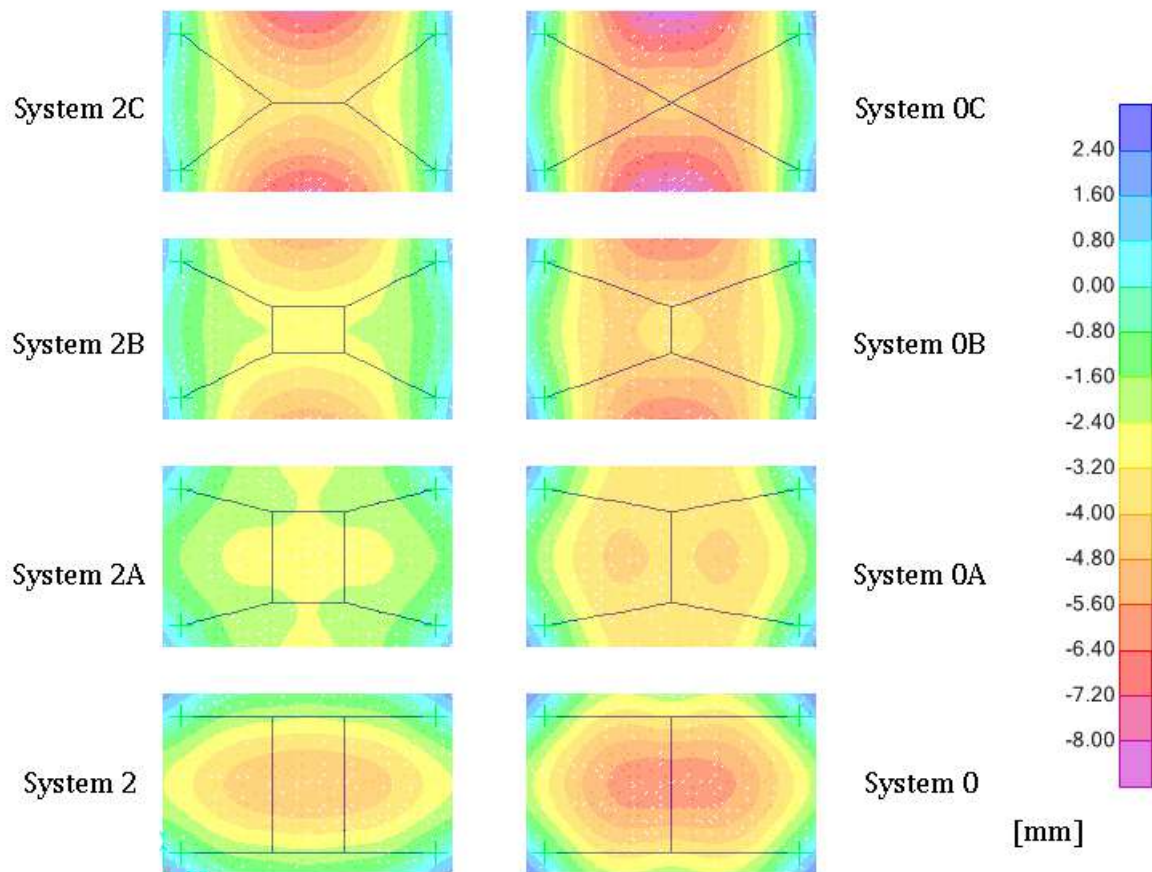 System 2C
System 0C
System 2B
System 0B
System 2A
System 0A
System 2
System 0
2.40
1.60
0.80
0.00
-0.80
-1.60
-2.40
-3.20
-4.00
-4.80
-5.60
-6.40
-7.20
-8.00
[mm]